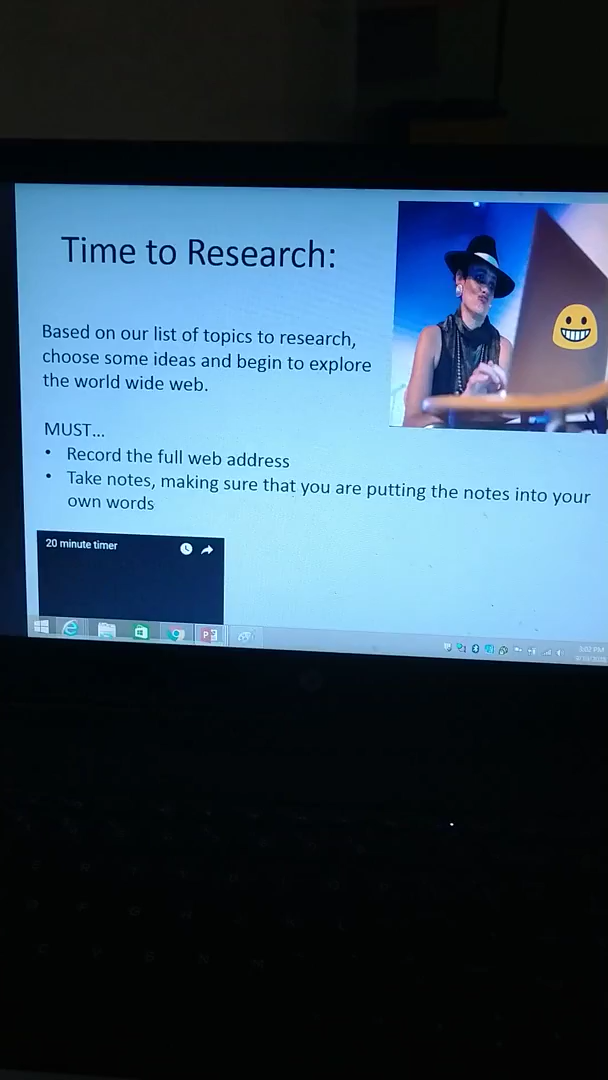 Time to Research:
Based on our list of topics to research,
choose some ideas and begin to explore
the world wide web.
MUST...
• Record the full web address
• Take notes, making sure that you are putting the notes into your
own words
20 minute timer